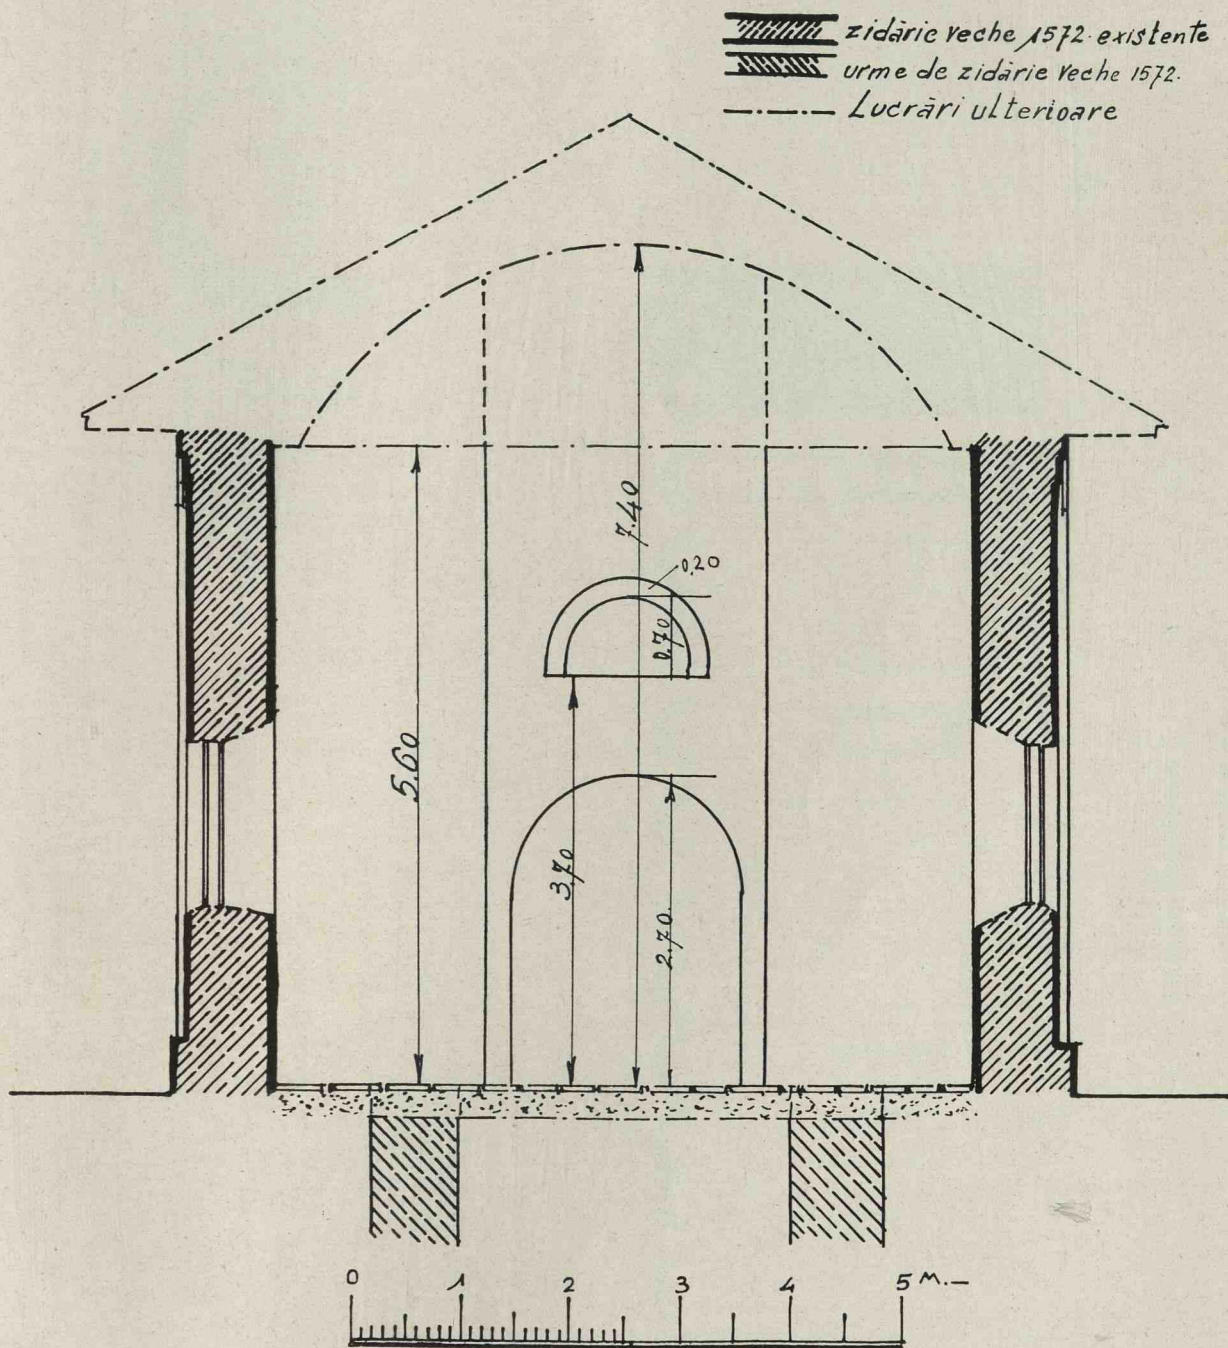 zidărie veche 1572 existente
urme de zidărie veche 1572.
Lucrări ulterioare
7.40
0,20
0.70
5.60
3.70
2.70.
0 1 2 3 4 5 M.—